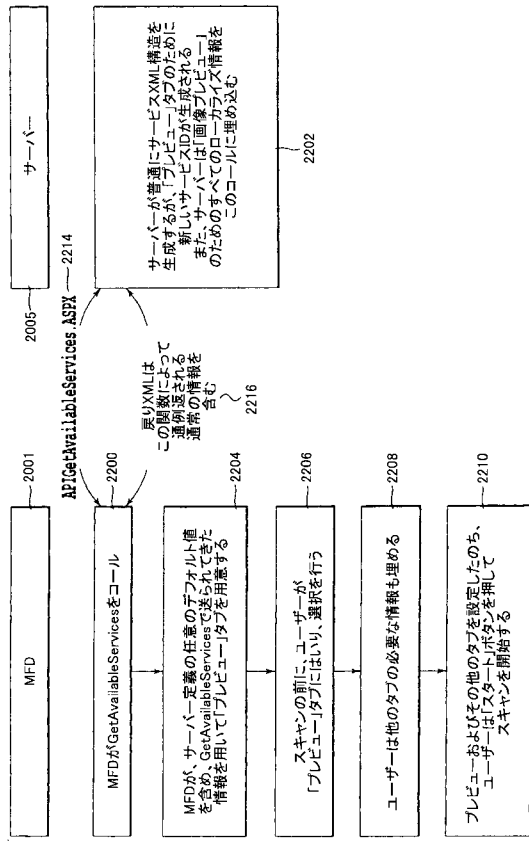 MFD
2001
サーバー
2005
APIGetAvailableServices.ASPX
2214
MFDがGetAvailableServicesをコール
2200
戻りXMLは
この関数によって
通例返される
通常の情報を
含む
2216
サーバーが普通にサービスXML構造を
生成するが、「プレビュー」タブのために
新しいサービスIDが生成される
また、サーバーは「画像プレビュー」
のためのすべてのローカライズ情報を
このコールに埋め込む
2202
MFDが、サーバー定義の任意のデフォルト値
を含め、GetAvailableServicesで送られてきた
情報を用いて「プレビュー」タブを用意する
2204
スキャンの前に、ユーザーが
「プレビュー」タブにはいり、選択を行う
2206
ユーザーは他のタブの必要な情報も埋める
2208
プレビューおよびその他のタブを設定したのち、
ユーザーは「スタート」ボタンを押して
スキャンを開始する
2210